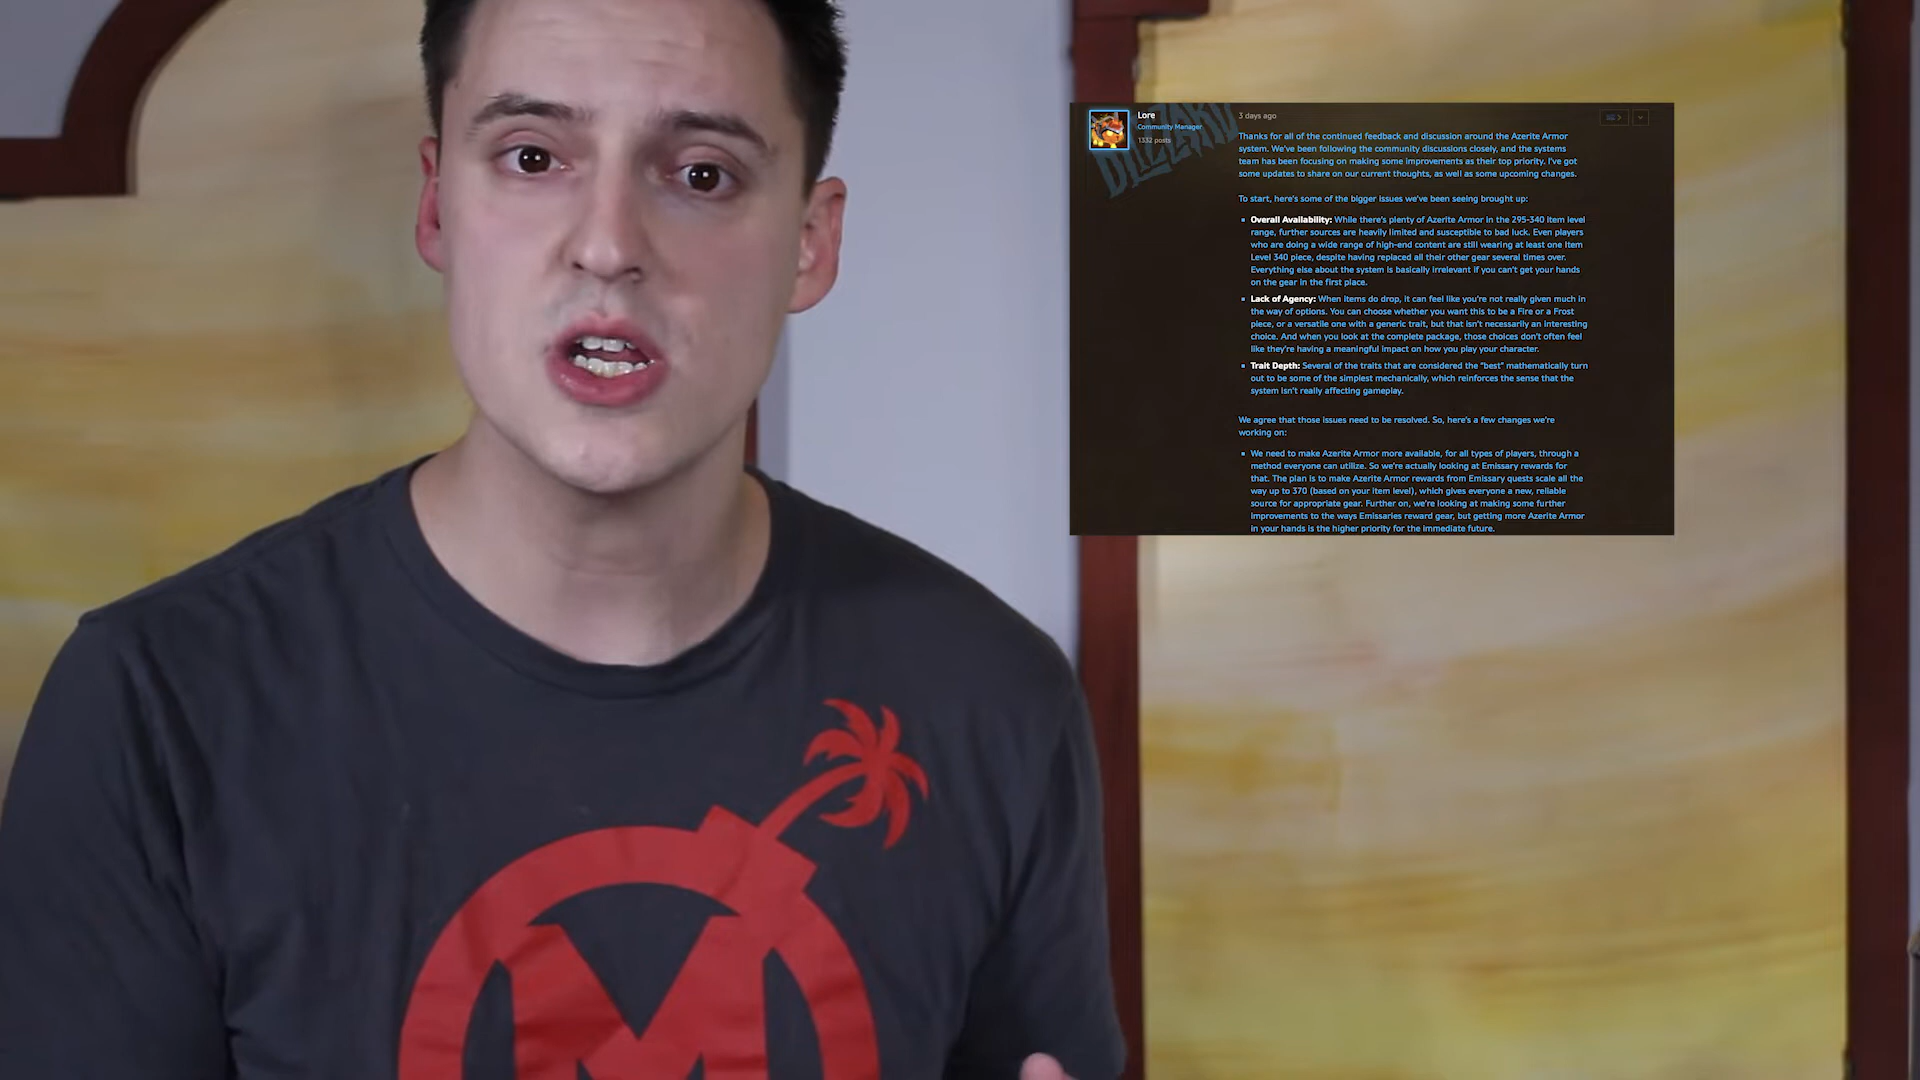 Lore
Community Manager
1332 posts
BLIZZARD
3 days ago
Thanks for all of the continued feedback and discussion around the Azerite Armor
system. We've been following the community discussions closely, and the systems
team has been focusing on making some improvements as their top priority. I've got
some updates to share on our current thoughts, as well as some upcoming changes.
To start, here's some of the bigger issues we've been seeing brought up:
Overall Availability: While there's plenty of Azerite Armor in the 295-340 item level
range, further sources are heavily limited and susceptible to bad luck. Even players
who are doing a wide range of high-end content are still wearing at least one Item
Level 340 piece, despite having replaced all their other gear several times over.
Everything else about the system is basically irrelevant if you can't get your hands
on the gear in the first place.
Lack of Agency: When items do drop, it can feel like you're not really given much in
the way of options. You can choose whether you want this to be a Fire or a Frost
piece, or a versatile one with a generic trait, but that isn't necessarily an interesting
choice. And when you look at the complete package, those choices don't often feel
like they're having a meaningful impact on how you play your character.
Trait Depth: Several of the traits that are considered the "best" mathematically turn
out to be some of the simplest mechanically, which reinforces the sense that the
system isn't really affecting gameplay.
We agree that those issues need to be resolved. So, here's a few changes we're
working on:
We need to make Azerite Armor more available, for all types of players, through a
method everyone can utilize. So we're actually looking at Emissary rewards for
that. The plan is to make Azerite Armor rewards from Emissary quests scale all the
way up to 370 (based on your item level), which gives everyone a new, reliable
source for appropriate gear. Further on, we're looking at making some further
improvements to the ways Emissaries reward gear, but getting more Azerite Armor
in your hands is the higher priority for the immediate future.
M